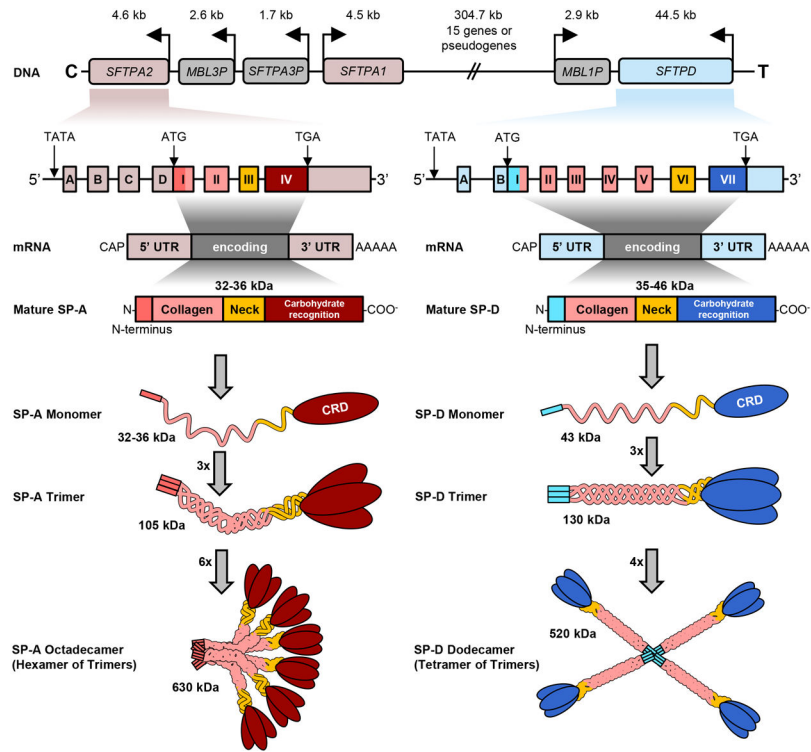 4.6 kb 2.6 kb 1.7 kb 4.5 kb 304.7 kb 2.9 kb 44.5 kb
15 genes or
pseudogenes
DNA C SFTPA2 MBL3P SFTPA3P SFTPA1 MBL1P SFTPD T
TATA ATG TGA TATA ATG TGA
5' A B C D I II III IV 3' 5' A B I II III IV V VI VII 3'
mRNA CAP 5' UTR encoding 3' UTR AAAAA mRNA CAP 5' UTR encoding 3' UTR AAAAA
32-36 kDa 35-46 kDa
Mature SP-A N- Collagen Neck Carbohydrate recognition -COO- Mature SP-D N- Collagen Neck Carbohydrate recognition -COO-
N-terminus N-terminus
SP-A Monomer CRD SP-D Monomer CRD
32-36 kDa 43 kDa
3x 3x
SP-A Trimer SP-D Trimer
105 kDa 130 kDa
6x 4x
SP-A Octadecamer
(Hexamer of Trimers)
630 kDa
520 kDa
SP-D Dodecamer
(Tetramer of Trimers)